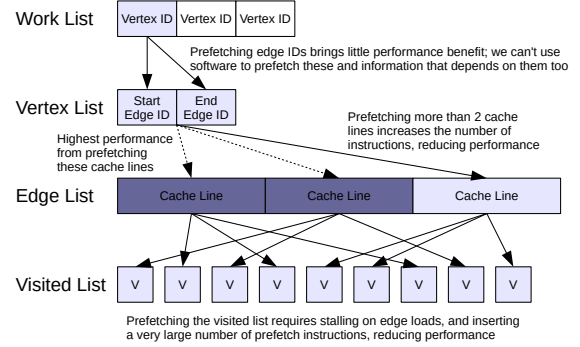 Work List
Vertex ID Vertex ID Vertex ID
Prefetching edge IDs brings little performance benefit; we can't use
software to prefetch these and information that depends on them too
Vertex List
Start Edge ID
End Edge ID
Prefetching more than 2 cache
lines increases the number of
instructions, reducing performance
Highest performance
from prefetching
these cache lines
Edge List
Cache Line Cache Line Cache Line
Visited List
V V V V V V V V V
Prefetching the visited list requires stalling on edge loads, and inserting
a very large number of prefetch instructions, reducing performance